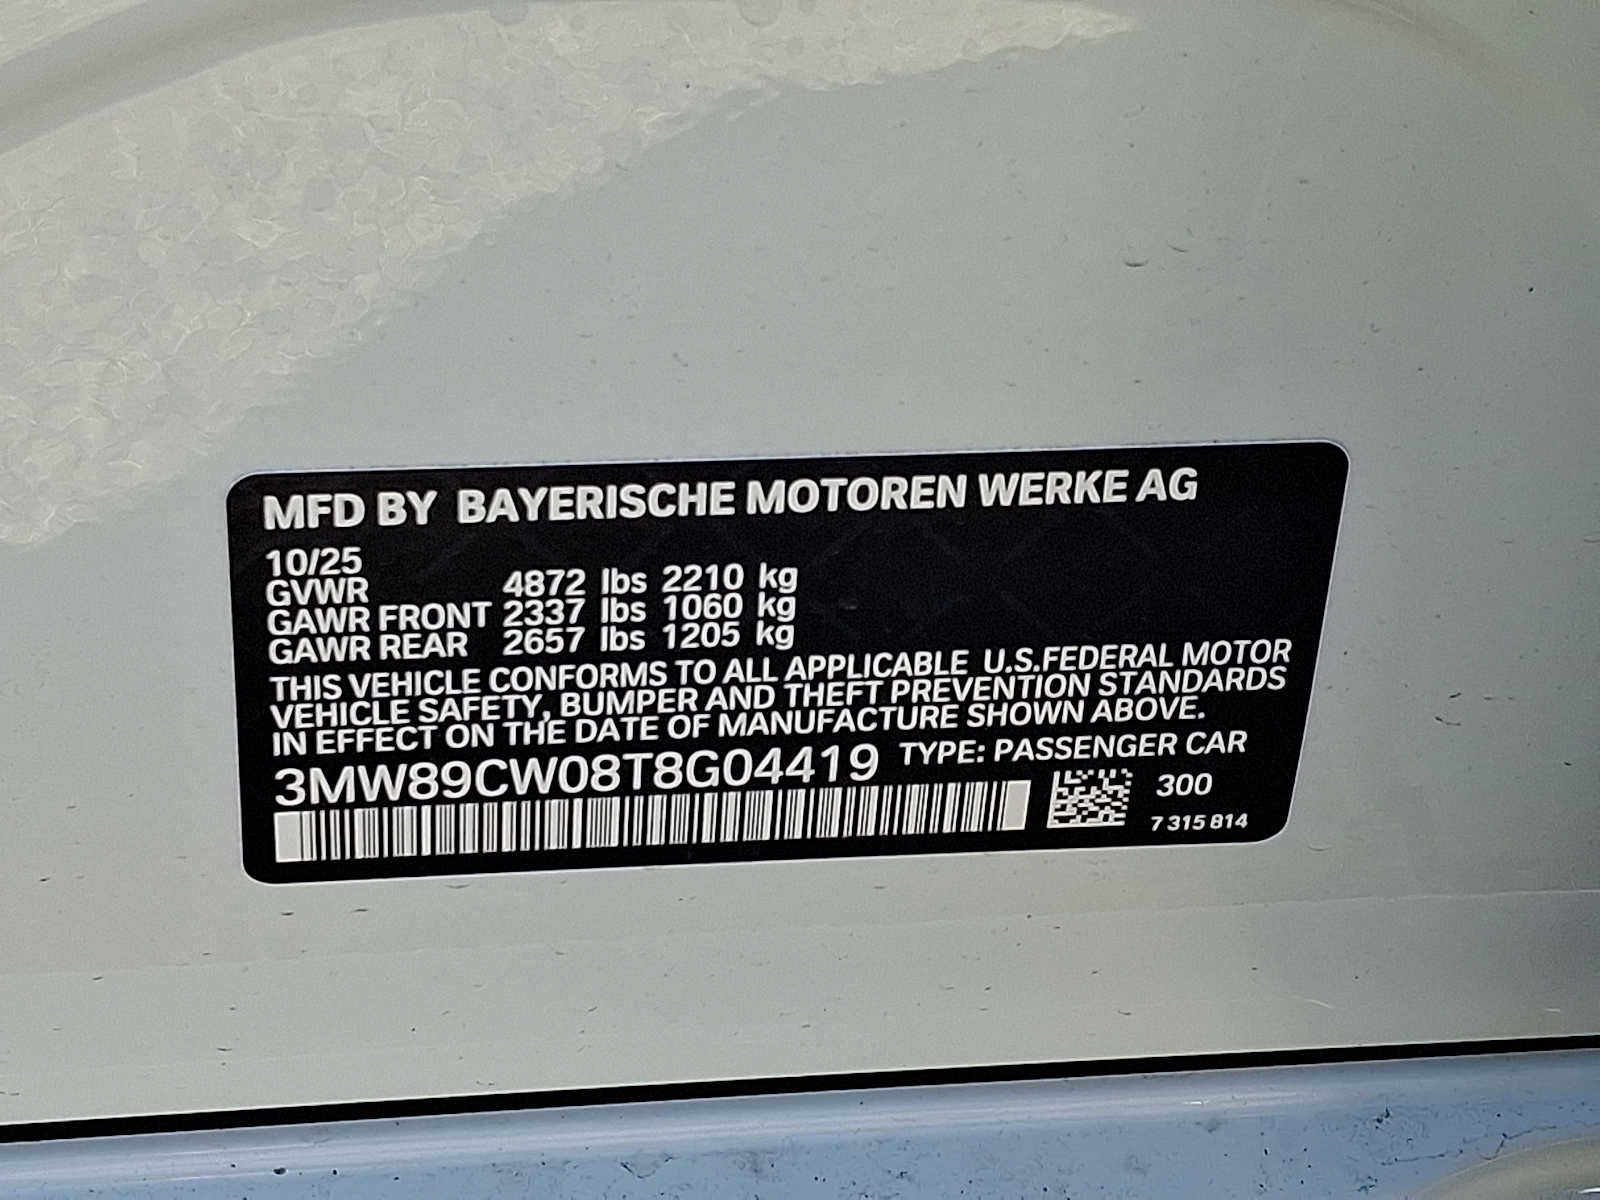 MFD BY BAYERISCHE MOTOREN WERKE AG
10/25
GVWR 4872 lbs 2210 kg
GAWR FRONT 2337 lbs 1060 kg
GAWR REAR 2657 lbs 1205 kg
THIS VEHICLE CONFORMS TO ALL APPLICABLE U.S.FEDERAL MOTOR
VEHICLE SAFETY, BUMPER AND THEFT PREVENTION STANDARDS
IN EFFECT ON THE DATE OF MANUFACTURE SHOWN ABOVE.
3MW89CW08T8G04419 TYPE: PASSENGER CAR
300
7 315 814